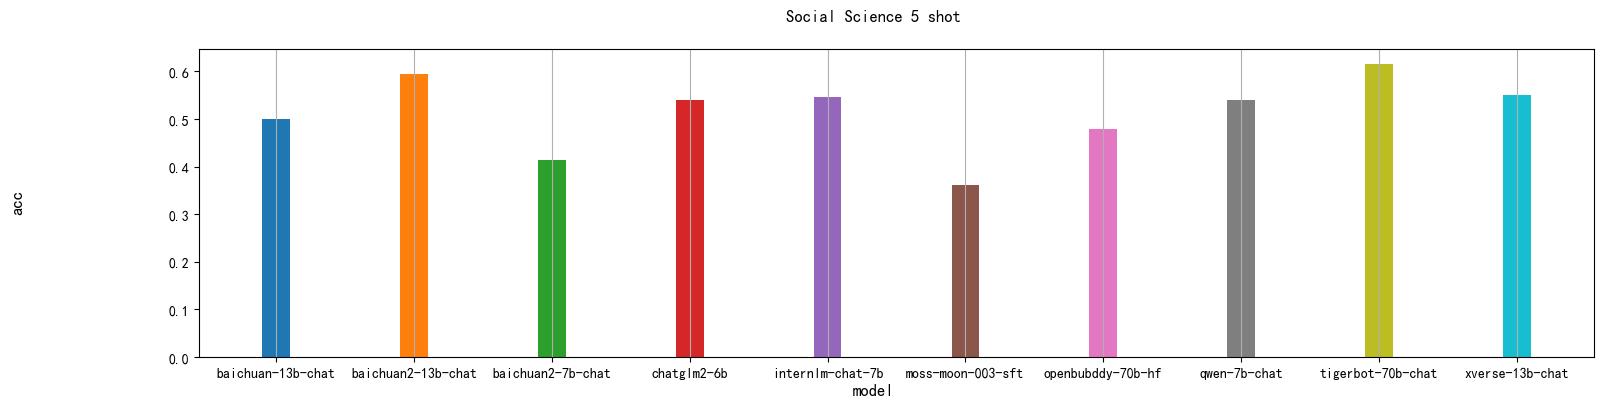 Social Science 5 shot
acc
0.6
0.5
0.4
0.3
0.2
0.1
0.0
baichuan-13b-chat baichuan2-13b-chat baichuan2-7b-chat chatglm2-6b internlm-chat-7b moss-moon-003-sft openbubddy-70b-hf qwen-7b-chat tigerbot-70b-chat xverse-13b-chat
model